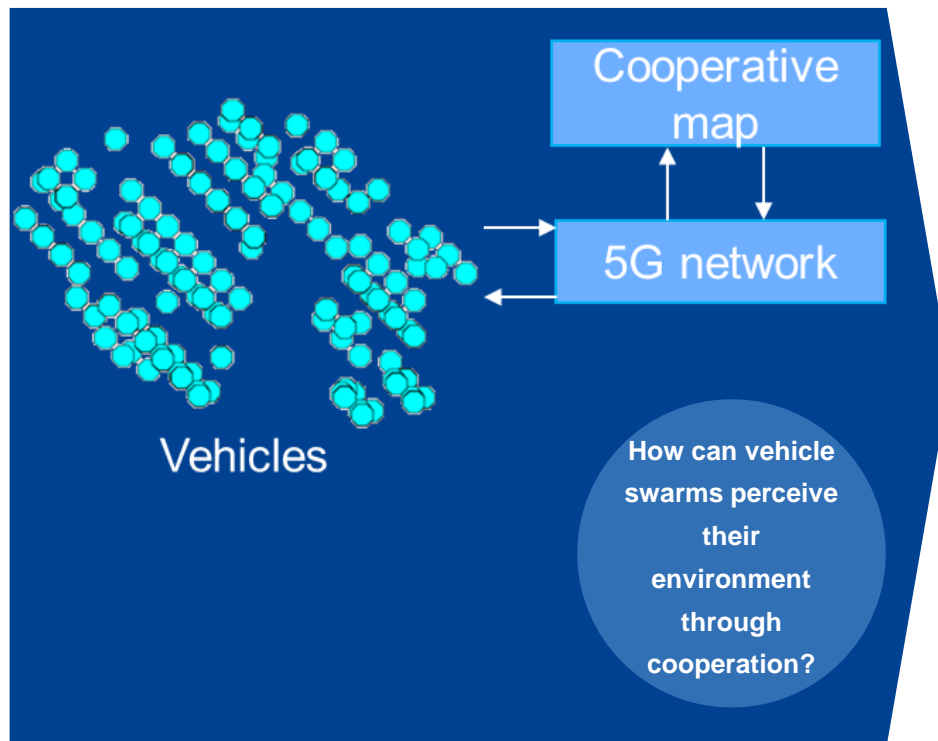 Cooperative
map
5G network
Vehicles
How can vehicle
swarms perceive
their
environment
through
cooperation?